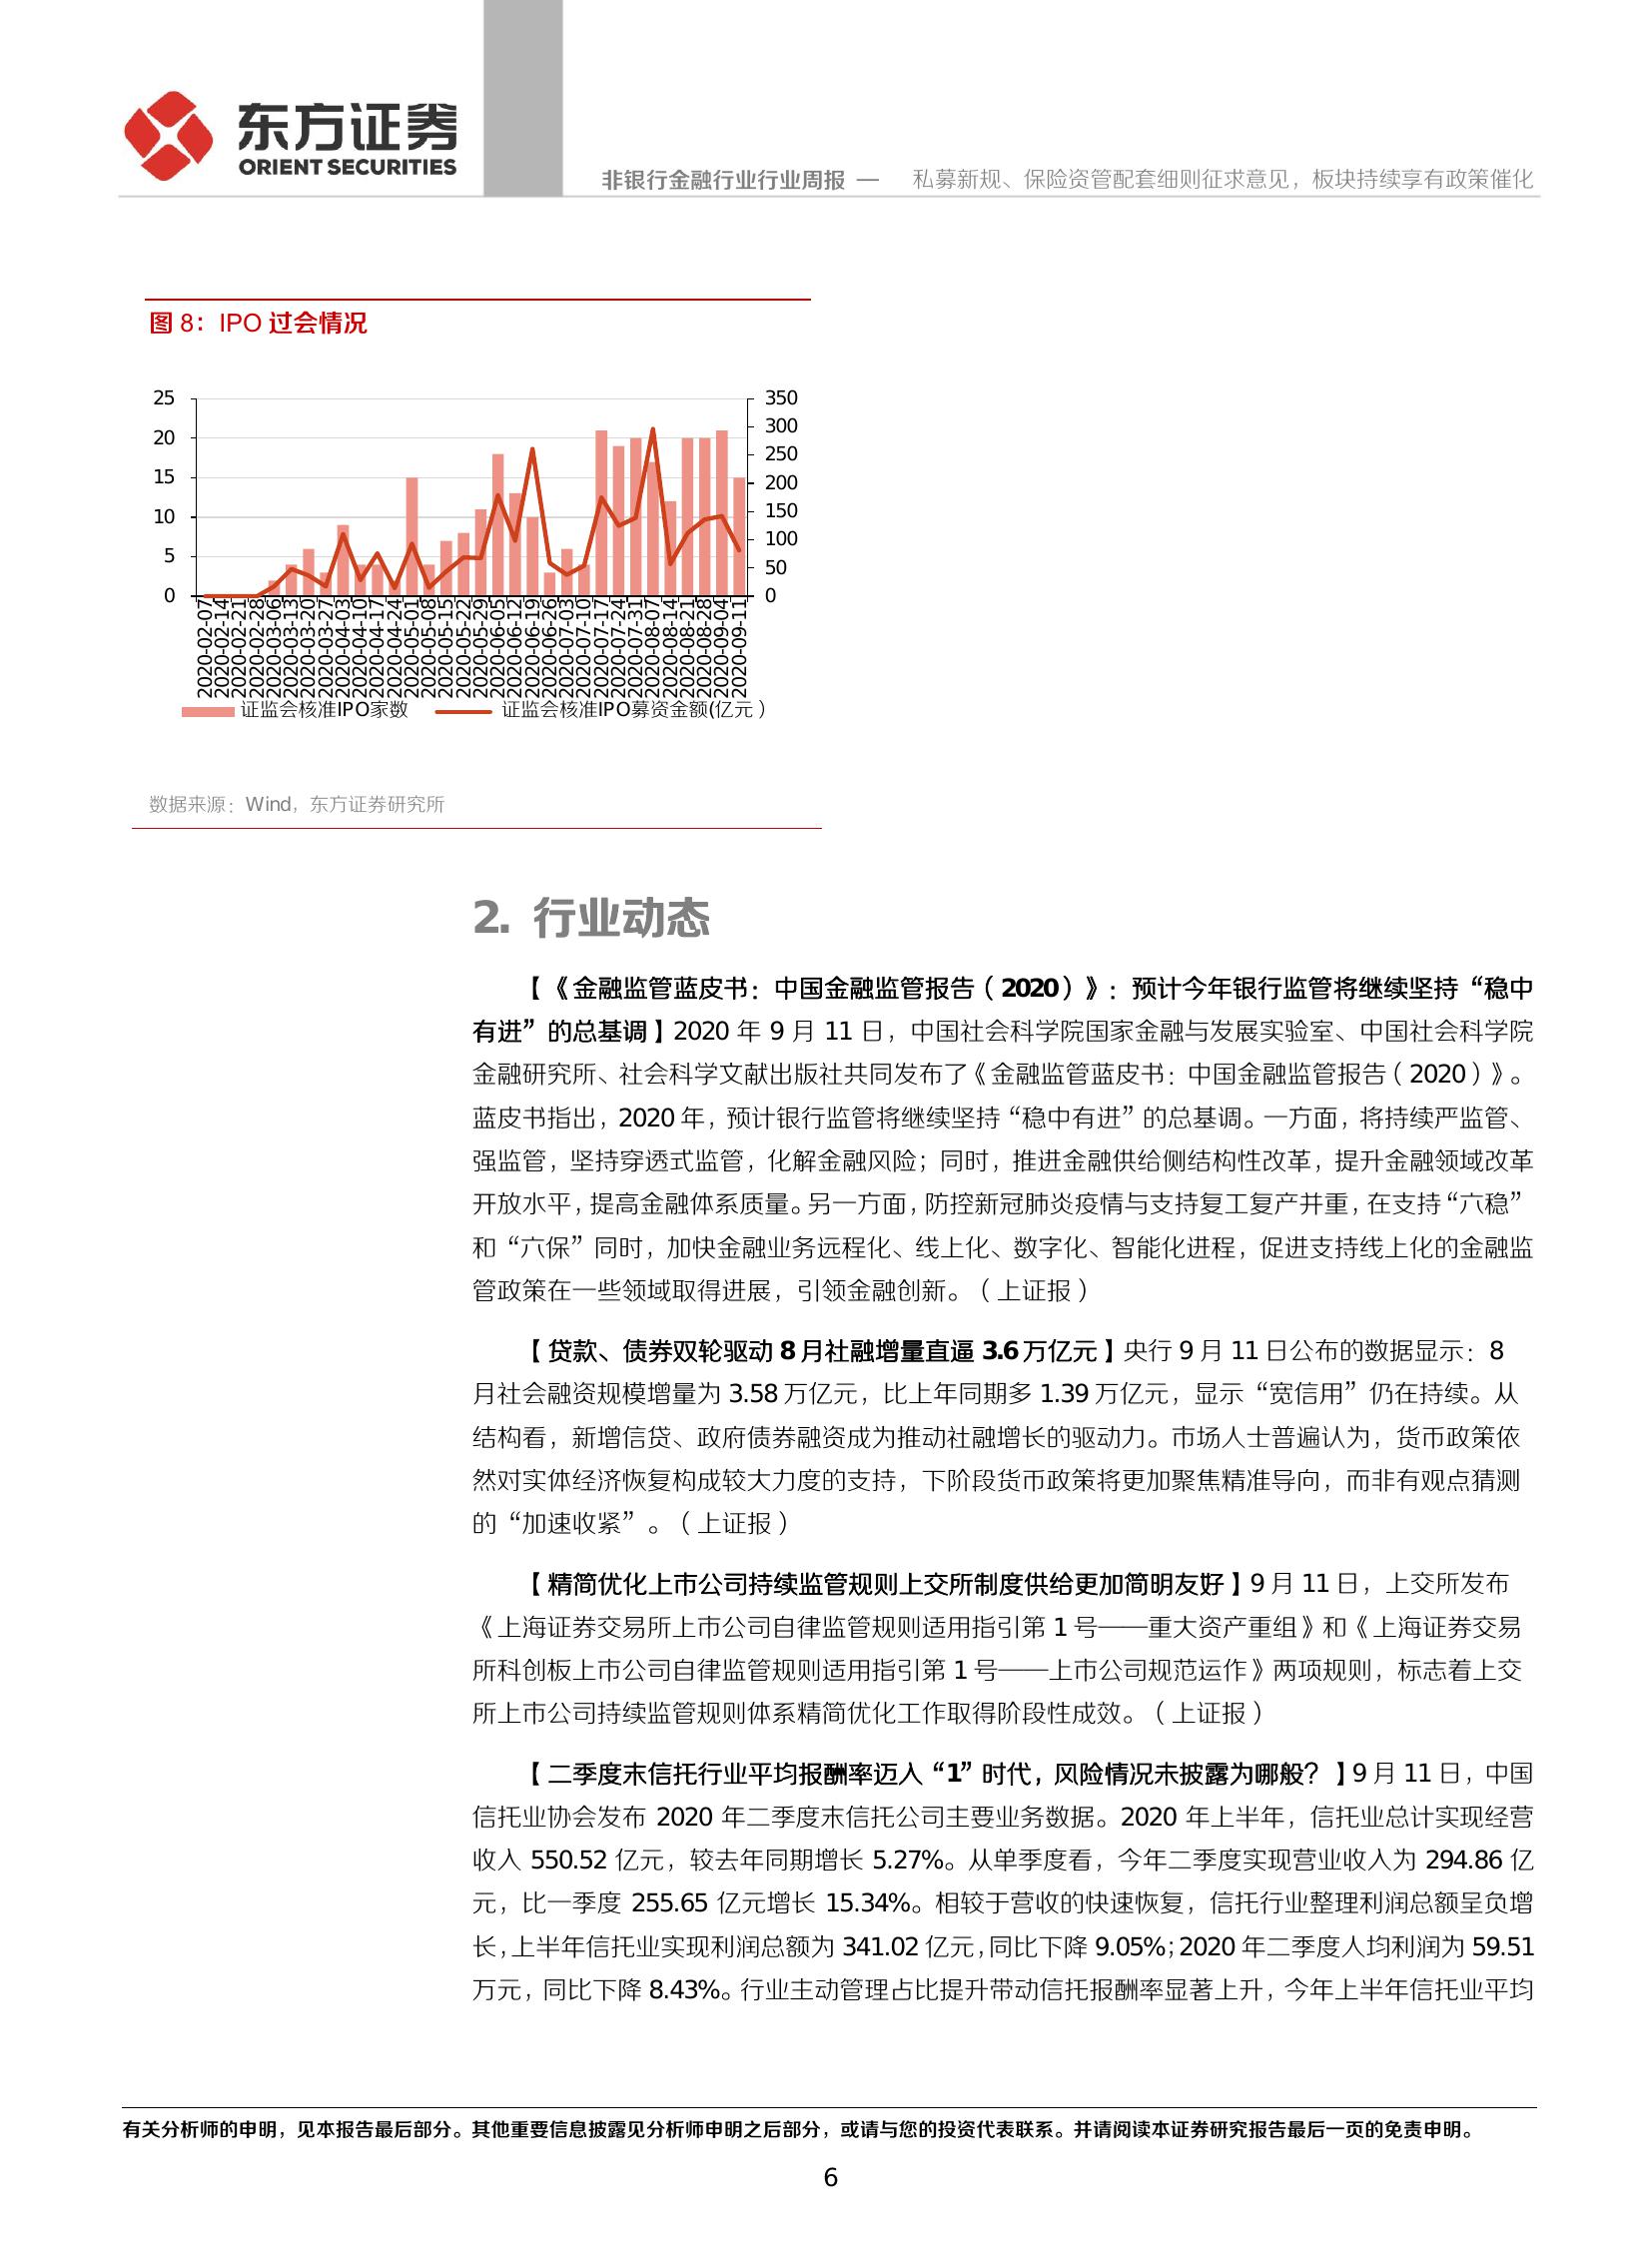 东方证券
ORIENT SECURITIES
非银行金融行业行业周报 — 私募新规、保险资管配套细则征求意见，板块持续享有政策催化
图 8：IPO 过会情况
25
20
15
10
5
0
350
300
250
200
150
100
50
0
2020-02-07
2020-02-14
2020-02-21
2020-02-28
2020-03-06
2020-03-13
2020-03-20
2020-03-27
2020-04-03
2020-04-10
2020-04-17
2020-04-24
2020-05-01
2020-05-08
2020-05-15
2020-05-22
2020-05-29
2020-06-05
2020-06-12
2020-06-19
2020-06-26
2020-07-03
2020-07-10
2020-07-17
2020-07-24
2020-07-31
2020-08-07
2020-08-14
2020-08-21
2020-08-28
2020-09-04
2020-09-11
证监会核准IPO家数 证监会核准IPO募资金额(亿元）
数据来源：Wind，东方证券研究所
2. 行业动态
【《金融监管蓝皮书：中国金融监管报告（2020）》：预计今年银行监管将继续坚持“稳中
有进”的总基调】2020 年 9 月 11 日，中国社会科学院国家金融与发展实验室、中国社会科学院
金融研究所、社会科学文献出版社共同发布了《金融监管蓝皮书：中国金融监管报告（2020）》。
蓝皮书指出，2020 年，预计银行监管将继续坚持“稳中有进”的总基调。一方面，将持续严监管、
强监管，坚持穿透式监管，化解金融风险；同时，推进金融供给侧结构性改革，提升金融领域改革
开放水平，提高金融体系质量。另一方面，防控新冠肺炎疫情与支持复工复产并重，在支持“六稳”
和“六保”同时，加快金融业务远程化、线上化、数字化、智能化进程，促进支持线上化的金融监
管政策在一些领域取得进展，引领金融创新。（上证报）
【贷款、债券双轮驱动 8 月社融增量直逼 3.6 万亿元】央行 9 月 11 日公布的数据显示：8
月社会融资规模增量为 3.58 万亿元，比上年同期多 1.39 万亿元，显示“宽信用”仍在持续。从
结构看，新增信贷、政府债券融资成为推动社融增长的驱动力。市场人士普遍认为，货币政策依
然对实体经济恢复构成较大力度的支持，下阶段货币政策将更加聚焦精准导向，而非有观点猜测
的“加速收紧”。（上证报）
【精简优化上市公司持续监管规则上交所制度供给更加简明友好】9 月 11 日，上交所发布
《上海证券交易所上市公司自律监管规则适用指引第 1 号——重大资产重组》和《上海证券交易
所科创板上市公司自律监管规则适用指引第 1 号——上市公司规范运作》两项规则，标志着上交
所上市公司持续监管规则体系精简优化工作取得阶段性成效。（上证报）
【二季度末信托行业平均报酬率迈入“1”时代，风险情况未披露为哪般？】9 月 11 日，中国
信托业协会发布 2020 年二季度末信托公司主要业务数据。2020 年上半年，信托业总计实现经营
收入 550.52 亿元，较去年同期增长 5.27%。从单季度看，今年二季度实现营业收入为 294.86 亿
元，比一季度 255.65 亿元增长 15.34%。相较于营收的快速恢复，信托行业整理利润总额呈负增
长，上半年信托业实现利润总额为 341.02 亿元，同比下降 9.05%；2020 年二季度人均利润为 59.51
万元，同比下降 8.43%。行业主动管理占比提升带动信托报酬率显著上升，今年上半年信托业平均
有关分析师的申明，见本报告最后部分。其他重要信息披露见分析师申明之后部分，或请与您的投资代表联系。并请阅读本证券研究报告最后一页的免责申明。
6